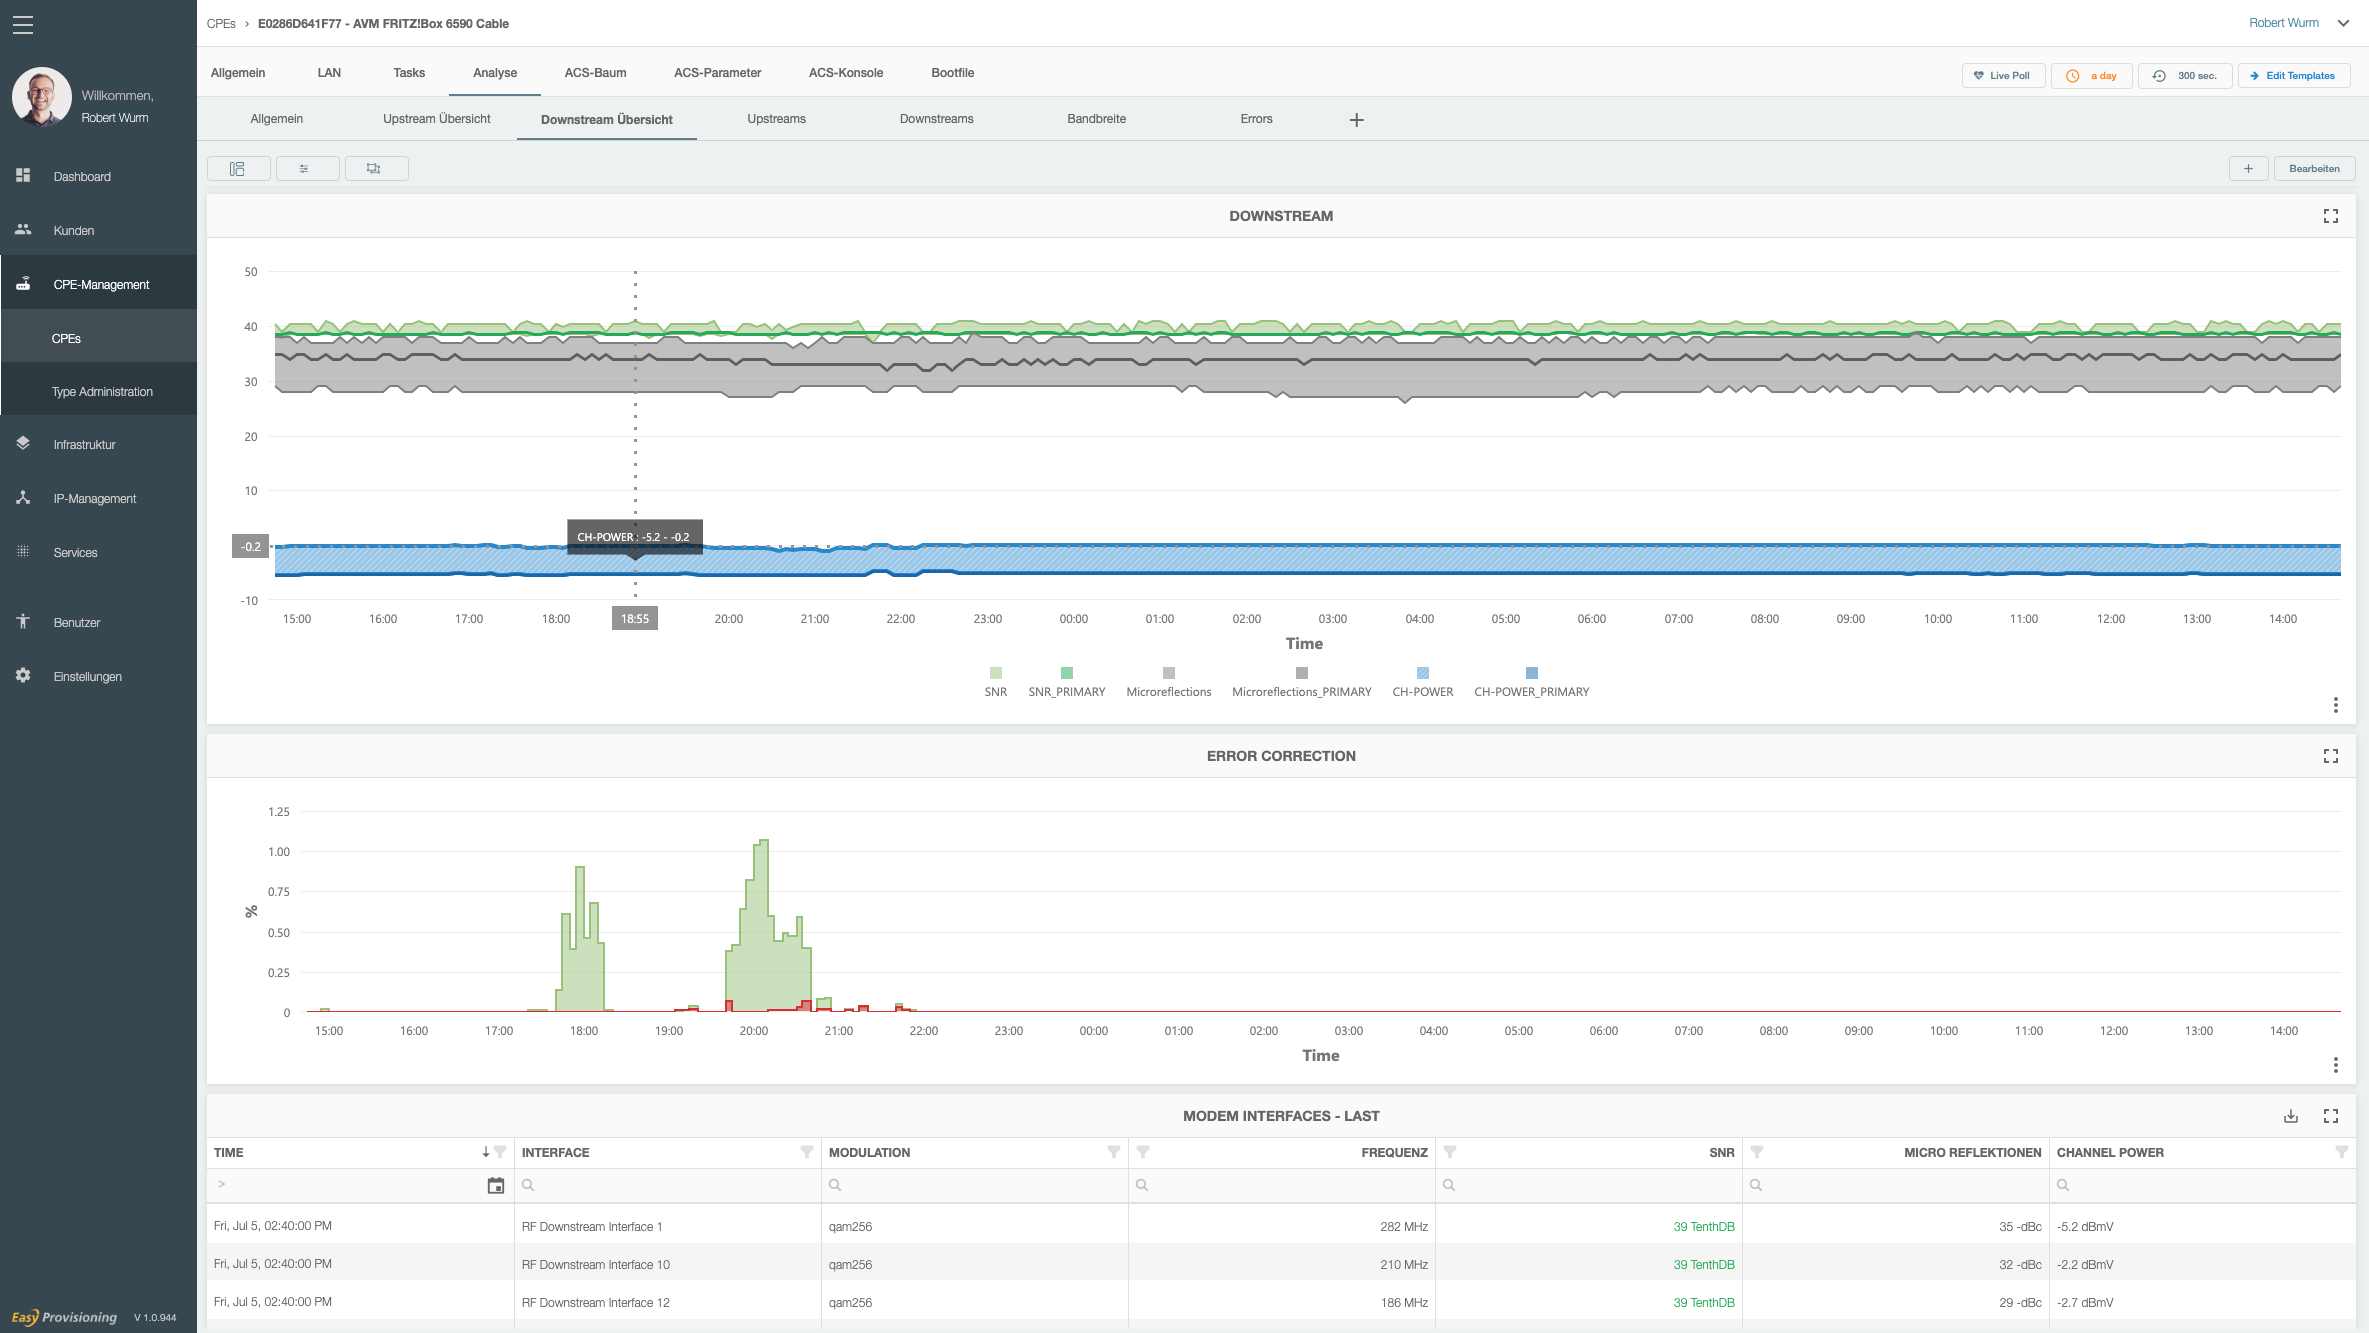 CPEs › E0286D641F77 - AVM FRITZ!Box 6590 Cable
Robert Wurm
Willkommen,
Robert Wurm
Dashboard
Kunden
CPE-Management
CPEs
Type Administration
Infrastruktur
IP-Management
Services
Benutzer
Einstellungen
Easy Provisioning V 1.0.944
Allgemein LAN Tasks Analyse ACS-Baum ACS-Parameter ACS-Konsole Bootfile
Live Poll a day 300 sec. Edit Templates
Allgemein Upstream Übersicht Downstream Übersicht Upstreams Downstreams Bandbreite Errors +
+ Bearbeiten
DOWNSTREAM
50
40
30
20
10
-0.2
-10
CH-POWER : -5.2 - -0.2
15:00 16:00 17:00 18:00 18:55 20:00 21:00 22:00 23:00 00:00 01:00 02:00 03:00 04:00 05:00 06:00 07:00 08:00 09:00 10:00 11:00 12:00 13:00 14:00
Time
SNR SNR_PRIMARY Microreflections Microreflections_PRIMARY CH-POWER CH-POWER_PRIMARY
ERROR CORRECTION
1.25
1.00
0.75
%
0.50
0.25
0
15:00 16:00 17:00 18:00 19:00 20:00 21:00 22:00 23:00 00:00 01:00 02:00 03:00 04:00 05:00 06:00 07:00 08:00 09:00 10:00 11:00 12:00 13:00 14:00
Time
MODEM INTERFACES - LAST
TIME INTERFACE MODULATION FREQUENZ SNR MICRO REFLEKTIONEN CHANNEL POWER
>
Fri, Jul 5, 02:40:00 PM RF Downstream Interface 1 qam256 282 MHz 39 TenthDB 35 -dBc -5.2 dBmV
Fri, Jul 5, 02:40:00 PM RF Downstream Interface 10 qam256 210 MHz 39 TenthDB 32 -dBc -2.2 dBmV
Fri, Jul 5, 02:40:00 PM RF Downstream Interface 12 qam256 186 MHz 39 TenthDB 29 -dBc -2.7 dBmV